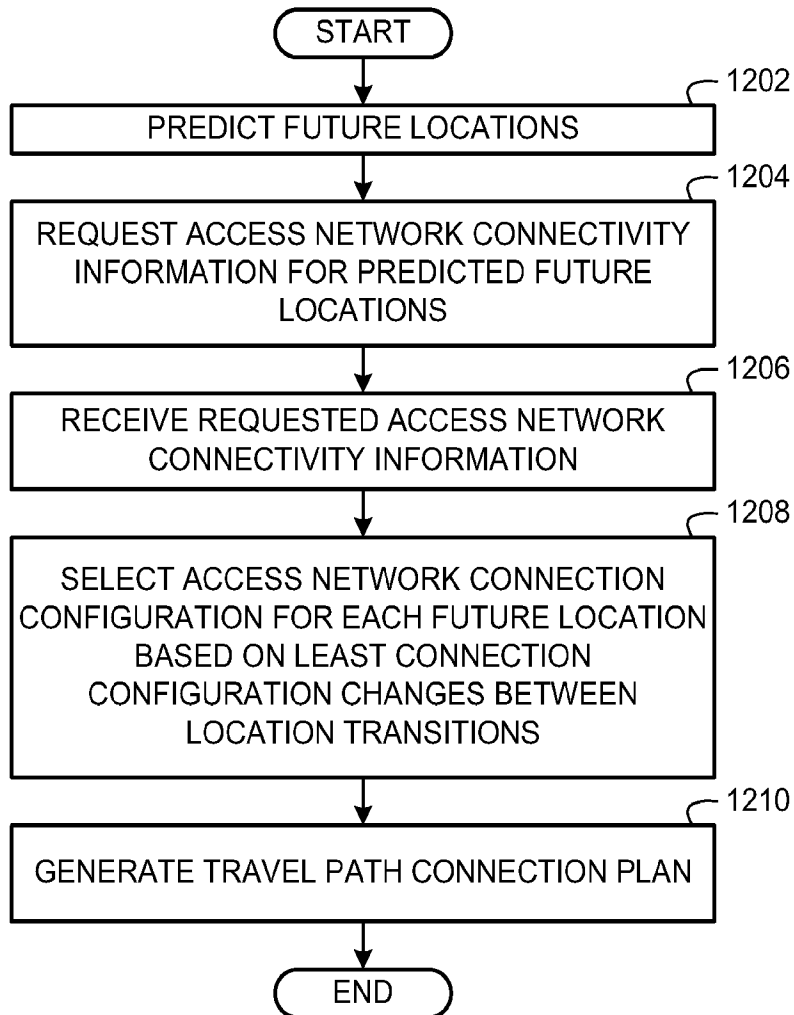 START
1202
PREDICT FUTURE LOCATIONS
1204
REQUEST ACCESS NETWORK CONNECTIVITY
INFORMATION FOR PREDICTED FUTURE
LOCATIONS
1206
RECEIVE REQUESTED ACCESS NETWORK
CONNECTIVITY INFORMATION
1208
SELECT ACCESS NETWORK CONNECTION
CONFIGURATION FOR EACH FUTURE LOCATION
BASED ON LEAST CONNECTION
CONFIGURATION CHANGES BETWEEN
LOCATION TRANSITIONS
1210
GENERATE TRAVEL PATH CONNECTION PLAN
END